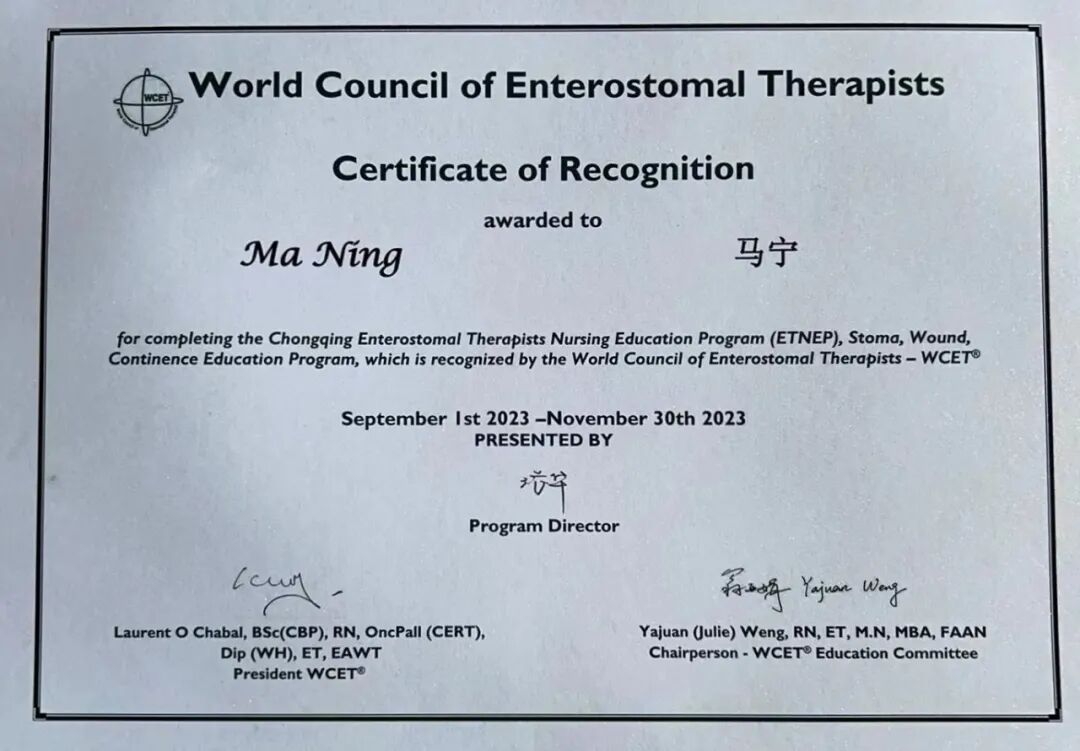 WCET
World Council of Enterostomal Therapists
Certificate of Recognition
awarded to
Ma Ning 马宁
for completing the Chongqing Enterostomal Therapists Nursing Education Program (ETNEP), Stoma, Wound,
Continence Education Program, which is recognized by the World Council of Enterostomal Therapists – WCET®
September 1st 2023 –November 30th 2023
PRESENTED BY
Program Director
Yajuan Weng
Laurent O Chabal, BSc(CBP), RN, OncPall (CERT),
Dip (WH), ET, EAWT
President WCET®
Yajuan (Julie) Weng, RN, ET, M.N, MBA, FAAN
Chairperson - WCET® Education Committee